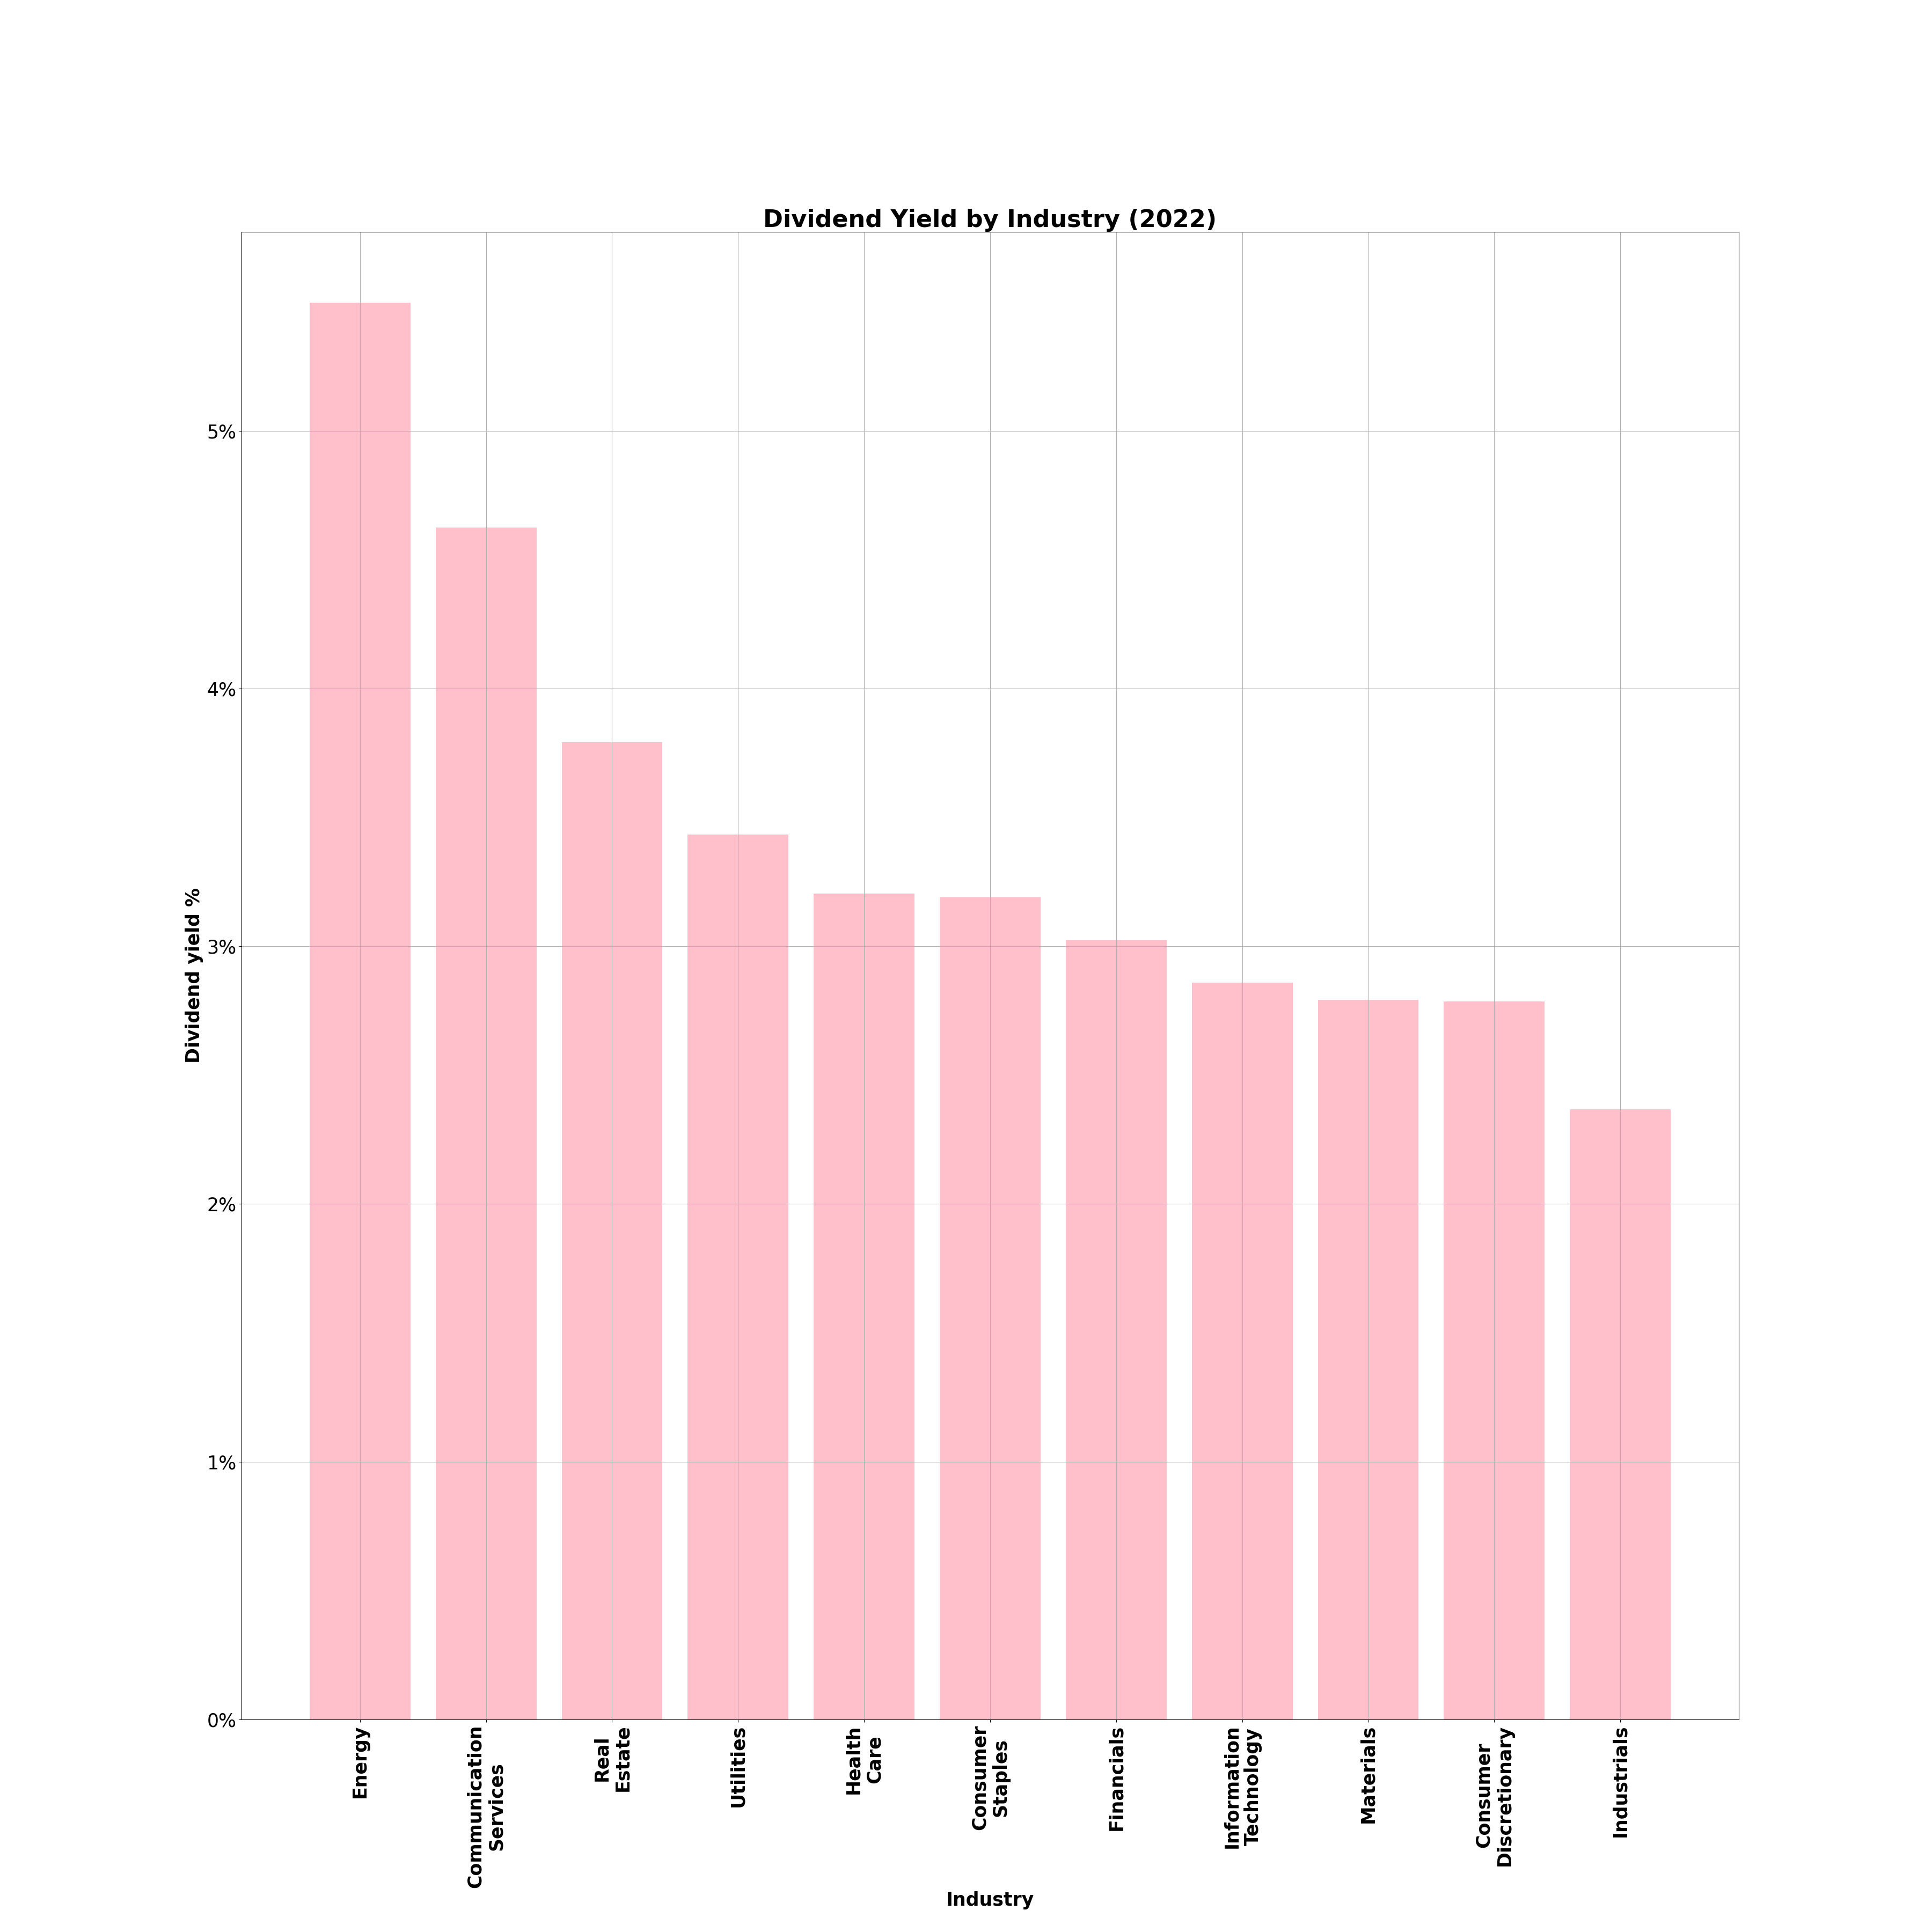 Dividend Yield by Industry (2022)
5%
4%
3%
2%
1%
0%
Dividend yield %
Energy
Communication
Services
Real
Estate
Utilities
Health
Care
Consumer
Staples
Financials
Information
Technology
Materials
Consumer
Discretionary
Industrials
Industry